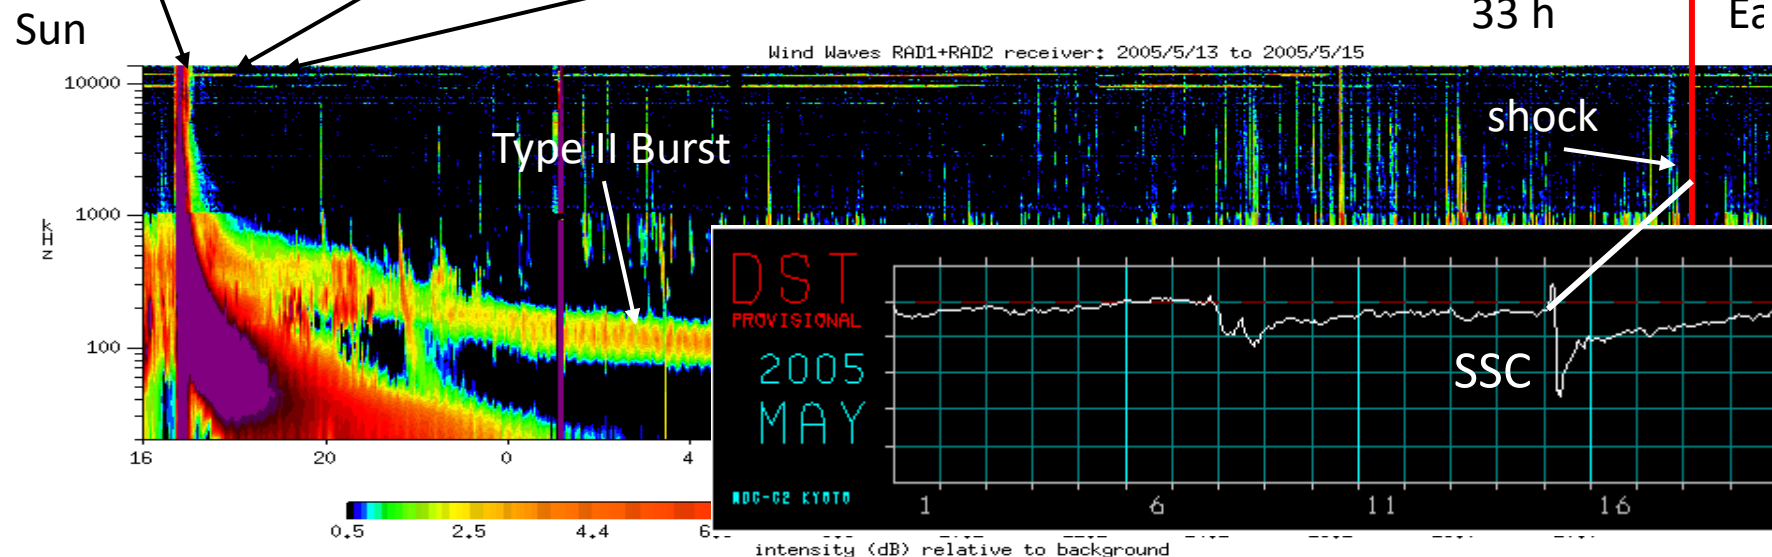 Sun
33 h
Wind Waves RAD1+RAD2 receiver: 2005/5/13 to 2005/5/15
10000
shock
Type II Burst
1000
kHz
DST
PROVISIONAL
100
2005
SSC
MAY
16
20
0
4
WDC-C2 KYOTO
1
6
11
16
0.5
2.5
4.4
intensity (dB) relative to background